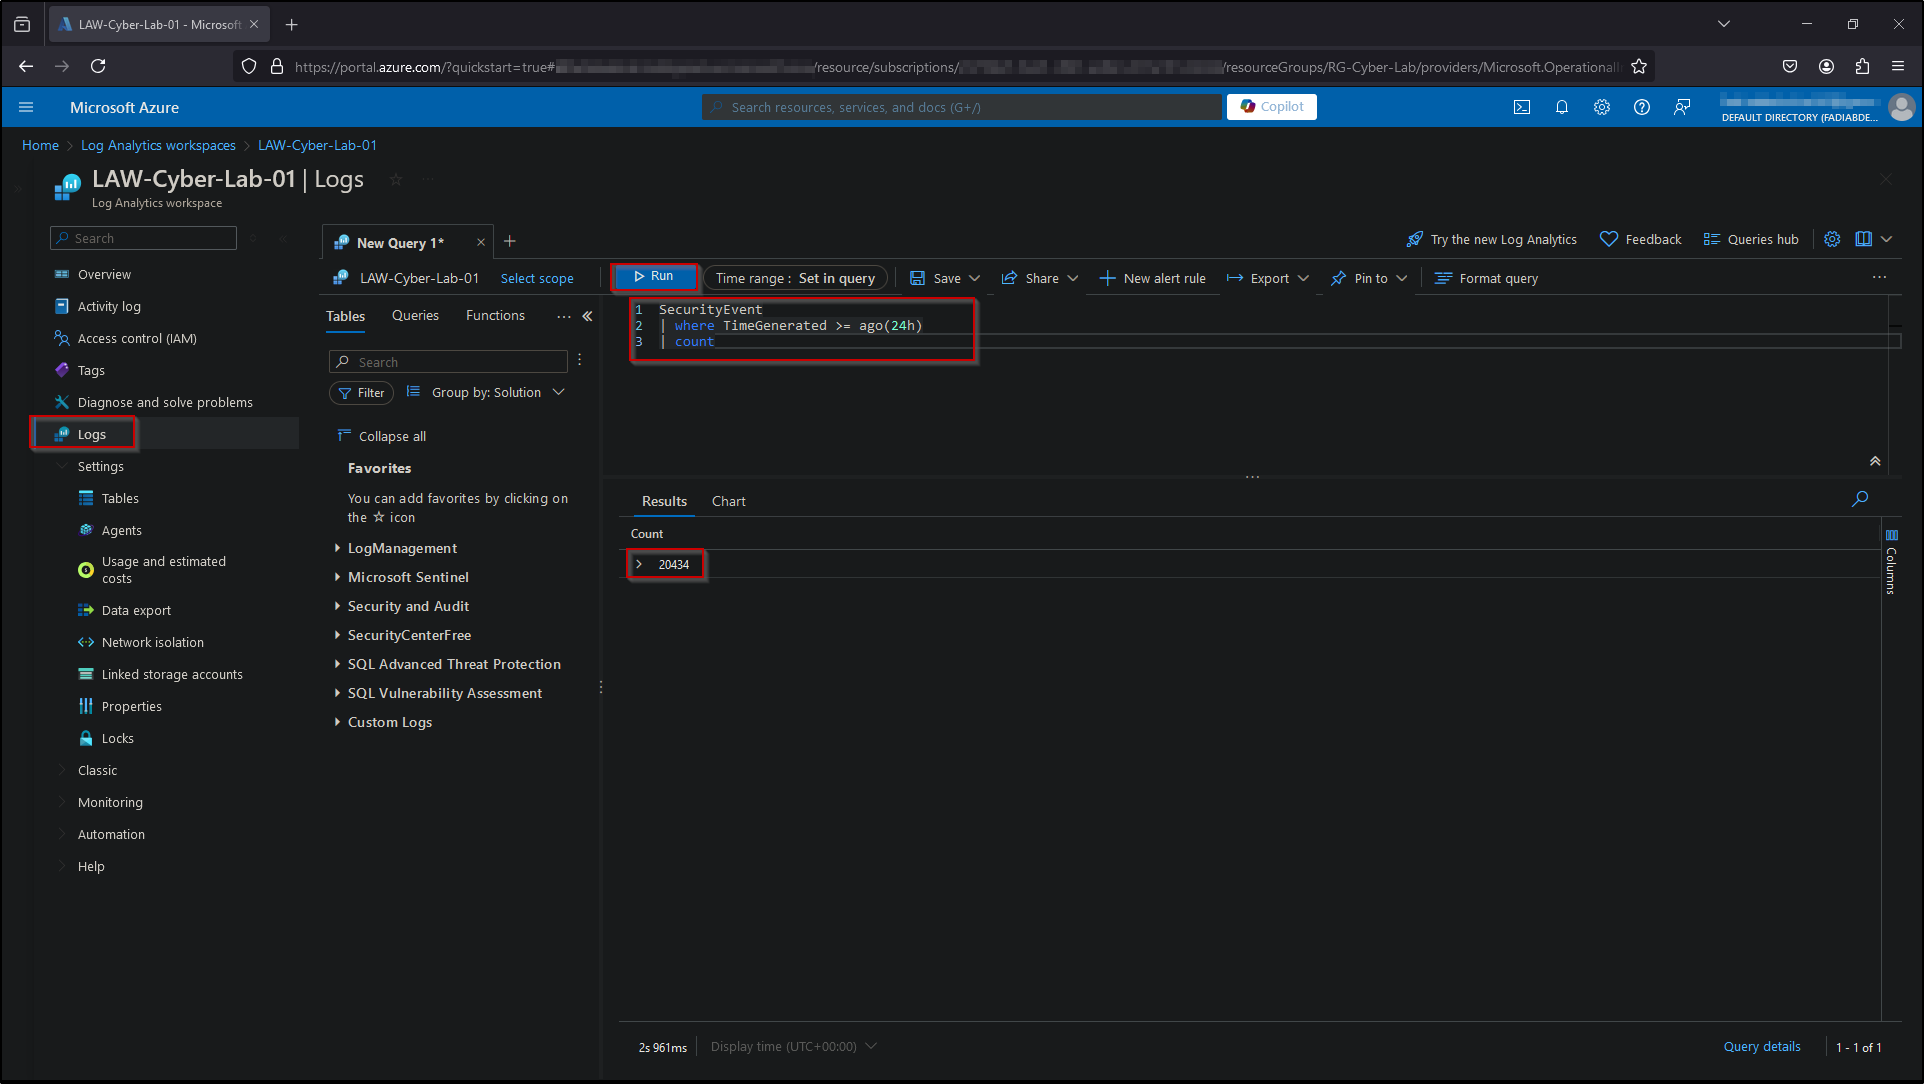 LAW-Cyber-Lab-01 - Microsoft
https://portal.azure.com/?quickstart=true#
/resource/subscriptions/
/resourceGroups/RG-Cyber-Lab/providers/Microsoft.OperationalI
Microsoft Azure
Search resources, services, and docs (G+/)
Copilot
DEFAULT DIRECTORY (FADIABDE...
Home > Log Analytics workspaces > LAW-Cyber-Lab-01
LAW-Cyber-Lab-01 | Logs
Log Analytics workspace
Search
Overview
Activity log
Access control (IAM)
Tags
Diagnose and solve problems
Logs
Settings
Tables
Agents
Usage and estimated
costs
Data export
Network isolation
Linked storage accounts
Properties
Locks
Classic
Monitoring
Automation
Help
New Query 1*
Try the new Log Analytics
Feedback
Queries hub
LAW-Cyber-Lab-01
Select scope
Run
Time range : Set in query
Save
Share
New alert rule
Export
Pin to
Format query
Tables
Queries
Functions
Search
Filter
Group by: Solution
Collapse all
Favorites
You can add favorites by clicking on
the ☆ icon
LogManagement
Microsoft Sentinel
Security and Audit
SecurityCenterFree
SQL Advanced Threat Protection
SQL Vulnerability Assessment
Custom Logs
1 SecurityEvent
2 | where TimeGenerated >= ago(24h)
3 | count
Results
Chart
Count
20434
Columns
2s 961ms
Display time (UTC+00:00)
Query details
1 - 1 of 1